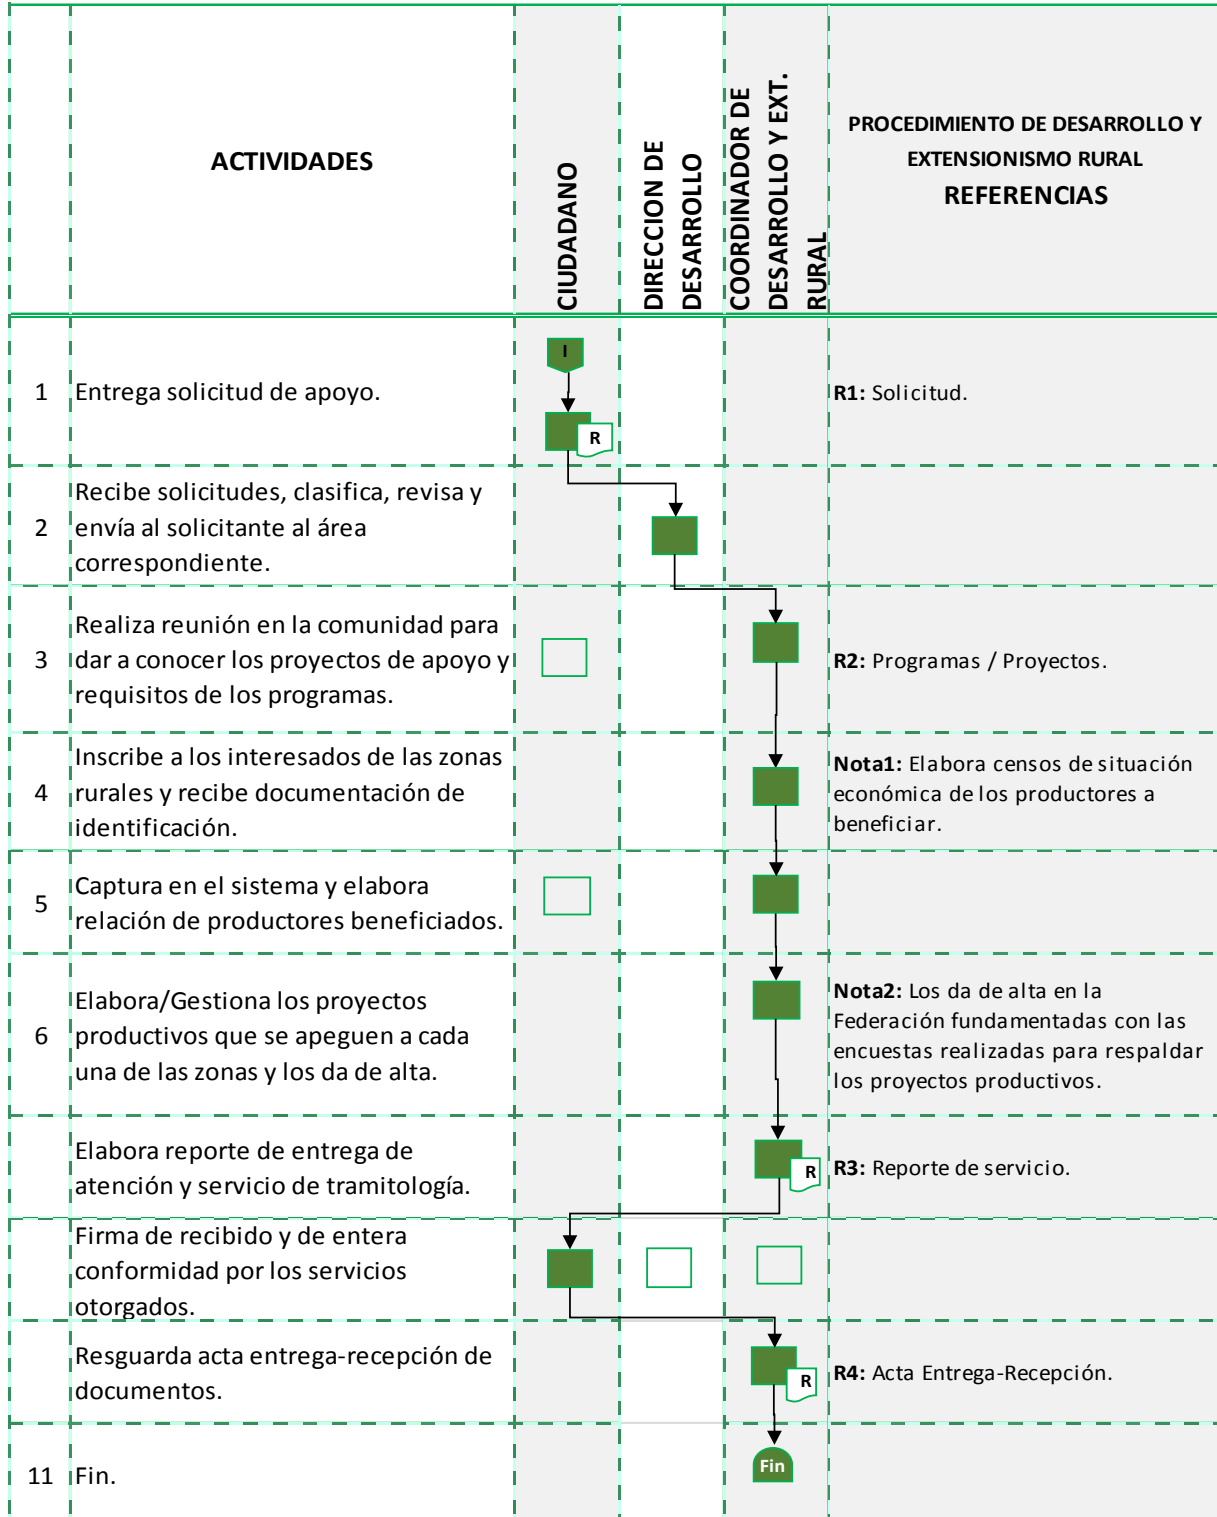 ACTIVIDADES
CIUDADANO
DIRECCION DE
DESARROLLO
COORDINADOR DE
DESARROLLO Y EXT.
RURAL
PROCEDIMIENTO DE DESARROLLO Y
EXTENSIONISMO RURAL
REFERENCIAS
I
1
Entrega solicitud de apoyo.
R
R1: Solicitud.
2
Recibe solicitudes, clasifica, revisa y
envía al solicitante al área
correspondiente.
3
Realiza reunión en la comunidad para
dar a conocer los proyectos de apoyo y
requisitos de los programas.
R2: Programas / Proyectos.
4
Inscribe a los interesados de las zonas
rurales y recibe documentación de
identificación.
Nota1: Elabora censos de situación
económica de los productores a
beneficiar.
5
Captura en el sistema y elabora
relación de productores beneficiados.
6
Elabora/Gestiona los proyectos
productivos que se apeguen a cada
una de las zonas y los da de alta.
Nota2: Los da de alta en la
Federación fundamentadas con las
encuestas realizadas para respaldar
los proyectos productivos.
Elabora reporte de entrega de
atención y servicio de tramitología.
R
R3: Reporte de servicio.
Firma de recibido y de entera
conformidad por los servicios
otorgados.
Resguarda acta entrega-recepción de
documentos.
R
R4: Acta Entrega-Recepción.
11
Fin.
Fin